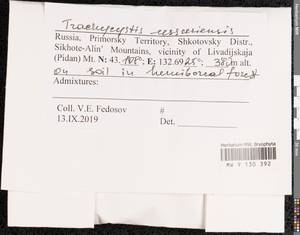 Trachycystis ussuriensis
Russia, Primorsky Territory, Shkotovsky Distr.,
Sikhote-Alin' Mountains, vicinity of Livadijskaja
(Pidan) Mt. N: 43. °; E: 132.69 °; m alt.
on soil in hemiboreal forest
Admixtures:
#
Coll. V.E. Fedosov #
13.IX.2019 Det.
Herbarium MW, bryophyta
MW 9 130 392